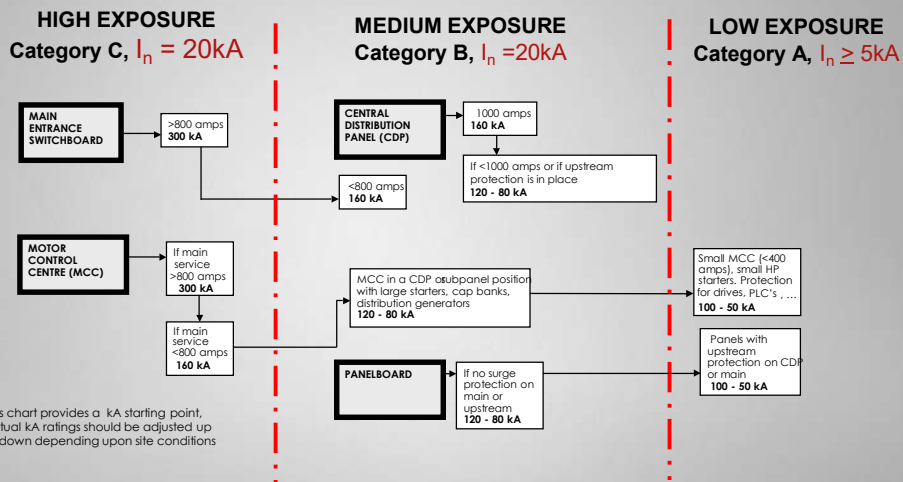 HIGH EXPOSURE
Category C, In = 20kA
MEDIUM EXPOSURE
Category B, In =20kA
LOW EXPOSURE
Category A, In ≥ 5kA
MAIN
ENTRANCE
SWITCHBOARD
>800 amps
300 kA
<800 amps
160 kA
CENTRAL
DISTRIBUTION
PANEL (CDP)
1000 amps
160 kA
If <1000 amps or if upstream
protection is in place
120 - 80 kA
MOTOR
CONTROL
CENTRE (MCC)
If main
service
>800 amps
300 kA
If main
service
<800 amps
160 kA
MCC in a CDP or subpanel position
with large starters, cap banks,
distribution generators
120 - 80 kA
Small MCC (<400
amps), small HP
starters. Protection
for drives, PLC's , ...
100 - 50 kA
PANELBOARD
If no surge
protection on
main or
upstream
120 - 80 kA
Panels with
upstream
protection on CDP
or main
100 - 50 kA
s chart provides a kA starting point,
tual kA ratings should be adjusted up
down depending upon site conditions